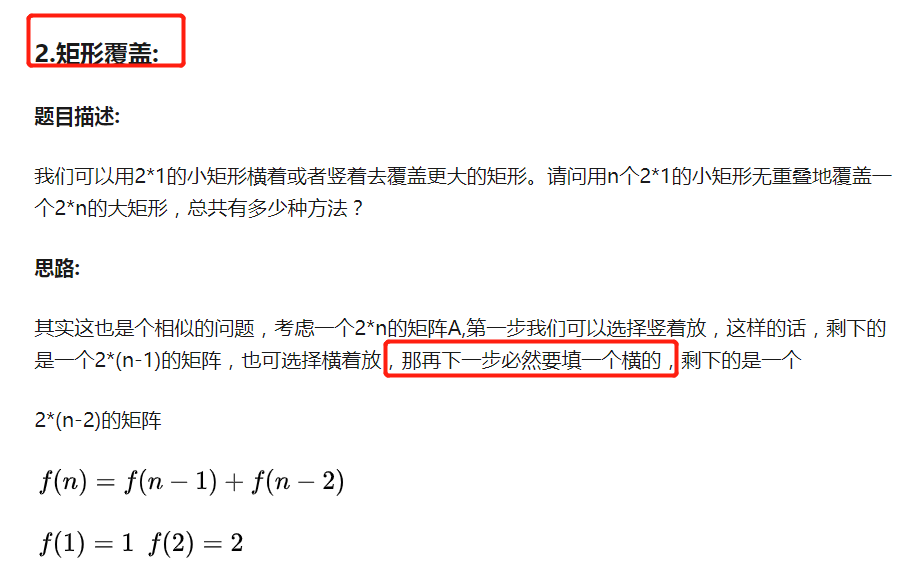 2.矩形覆盖:
题目描述:
我们可以用2*1的小矩形横着或者竖着去覆盖更大的矩形。请问用n个2*1的小矩形无重叠地覆盖一
个2*n的大矩形，总共有多少种方法？
思路:
其实这也是个相似的问题，考虑一个2*n的矩阵A,第一步我们可以选择竖着放，这样的话，剩下的
是一个2*(n-1)的矩阵，也可选择横着放，那再下一步必然要填一个横的，剩下的是一个
2*(n-2)的矩阵
f(n) = f(n − 1) + f(n − 2)
f(1) = 1 f(2) = 2